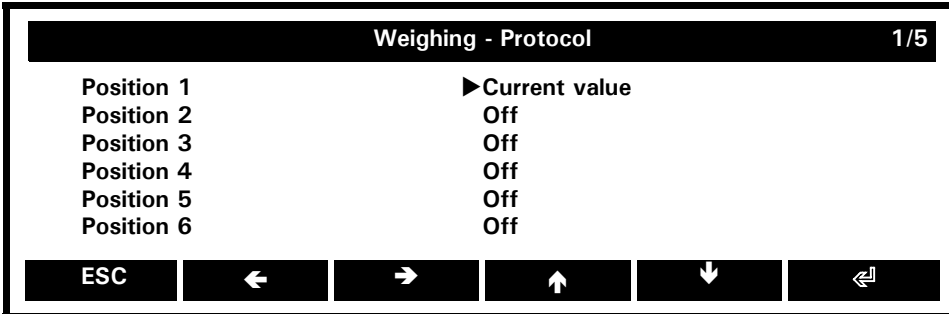 Weighing - Protocol 1/5
Position 1 ▶Current value
Position 2 Off
Position 3 Off
Position 4 Off
Position 5 Off
Position 6 Off
ESC ← → ↑ ↓ ↵